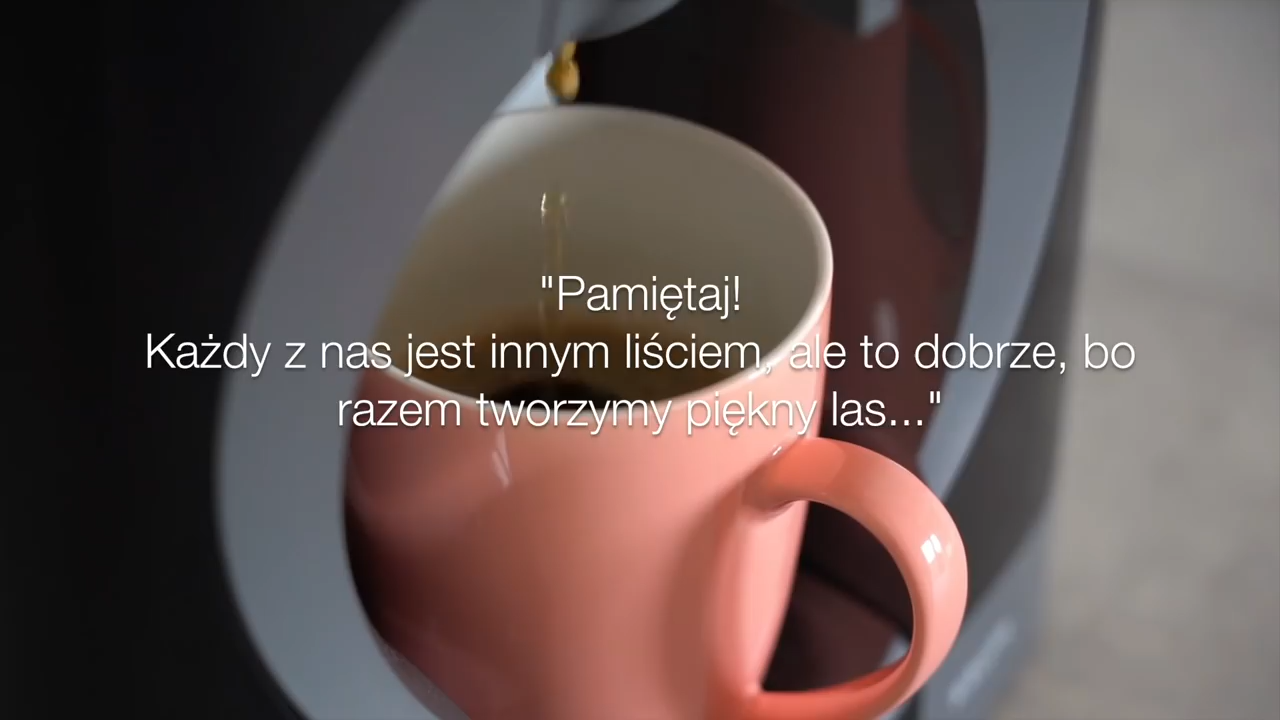 "Pamiętaj!
Każdy z nas jest innym liściem, ale to dobrze, bo
razem tworzymy piękny las..."